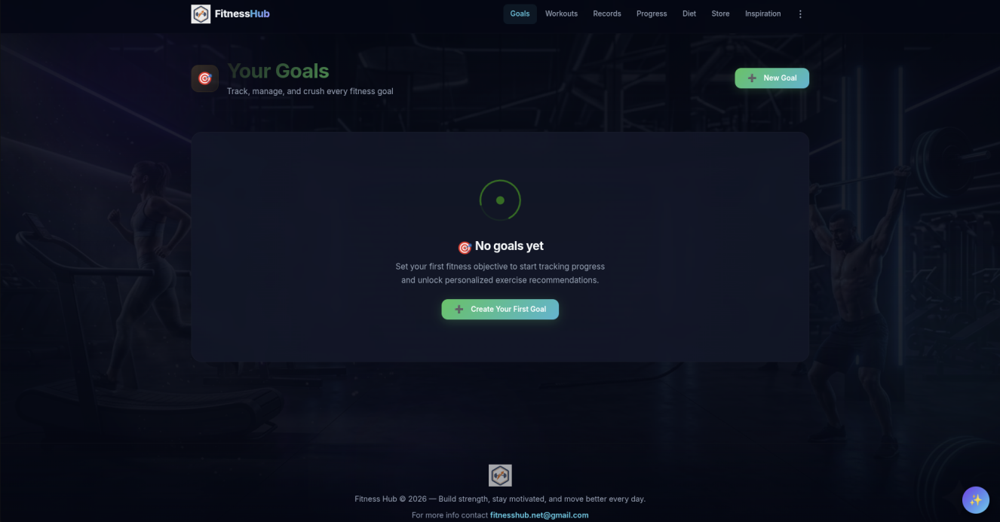 FitnessHub
Goals Workouts Records Progress Diet Store Inspiration
Your Goals
Track, manage, and crush every fitness goal
New Goal
No goals yet
Set your first fitness objective to start tracking progress
and unlock personalized exercise recommendations.
Create Your First Goal
Fitness Hub © 2026 — Build strength, stay motivated, and move better every day.
For more info contact fitnesshub.net@gmail.com